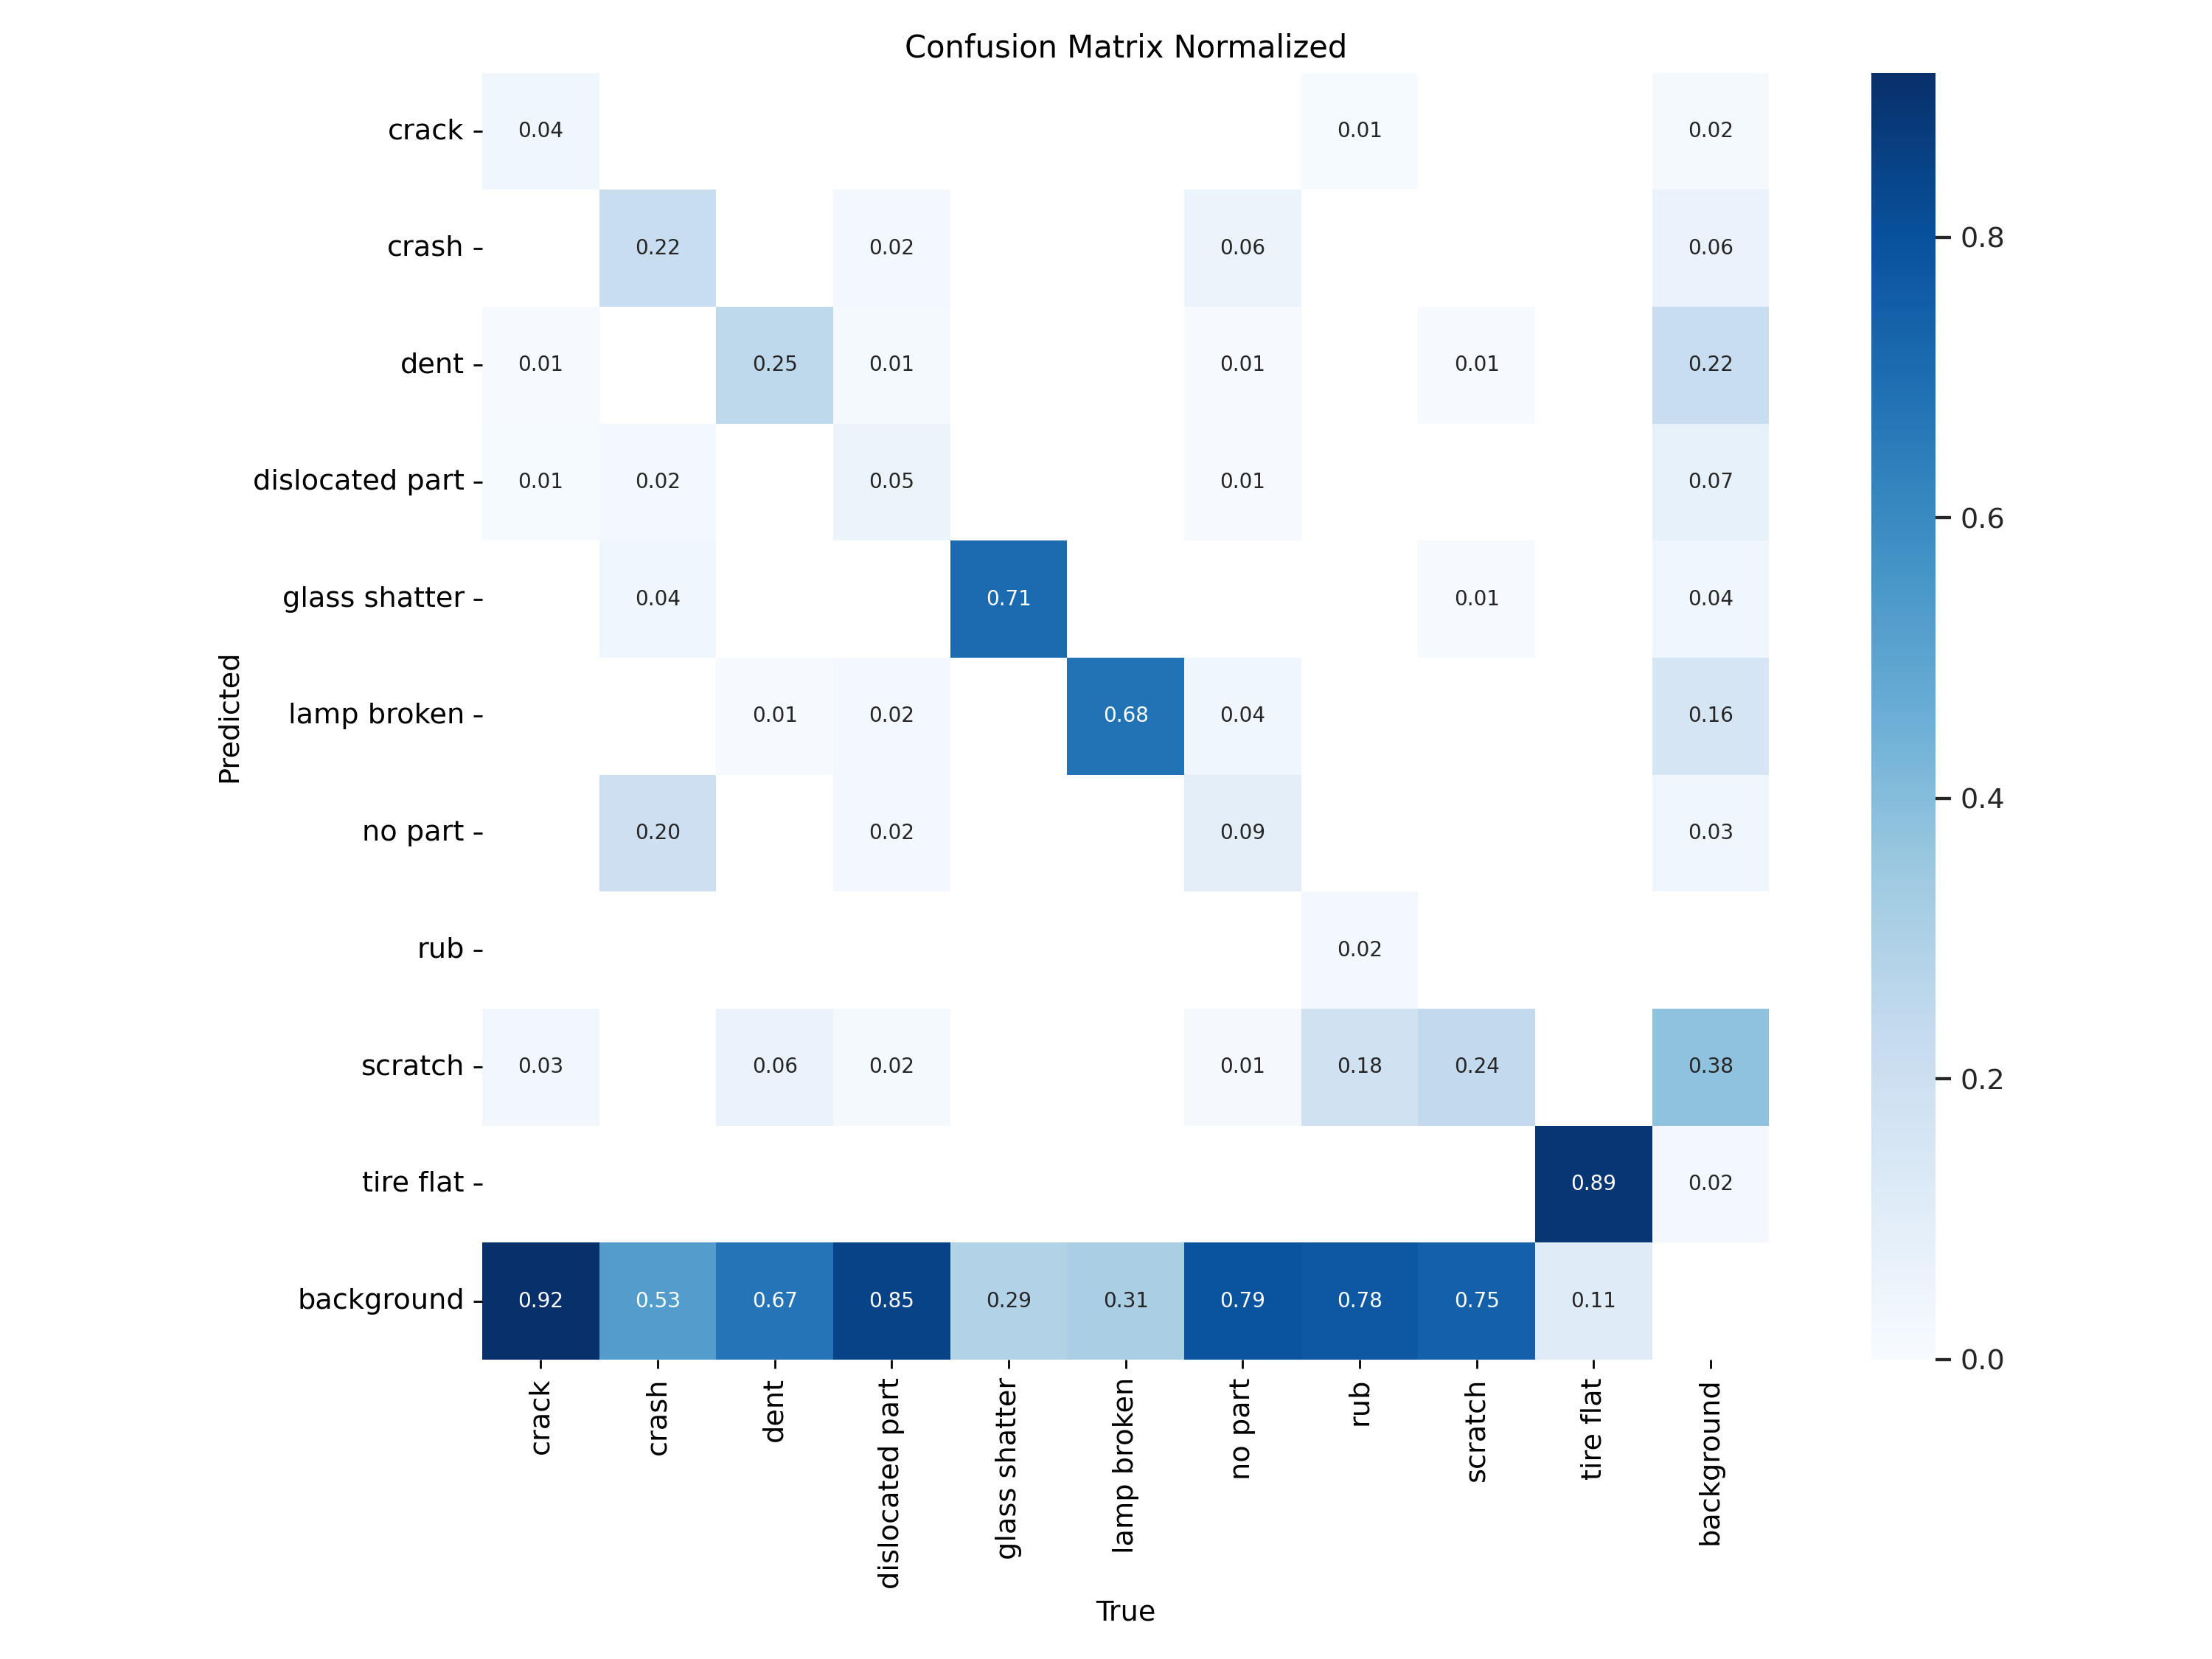 Confusion Matrix Normalized
crack 0.04 0.01 0.02
crash 0.22 0.02 0.06 0.06
dent 0.01 0.25 0.01 0.01 0.01 0.22
dislocated part 0.01 0.02 0.05 0.01 0.07
glass shatter 0.04 0.71 0.01 0.04
lamp broken 0.01 0.02 0.68 0.04 0.16
no part 0.20 0.02 0.09 0.03
rub 0.02
scratch 0.03 0.06 0.02 0.01 0.18 0.24 0.38
tire flat 0.89 0.02
background 0.92 0.53 0.67 0.85 0.29 0.31 0.79 0.78 0.75 0.11
Predicted
crack
crash
dent
dislocated part
glass shatter
lamp broken
no part
rub
scratch
tire flat
background
True
0.8
0.6
0.4
0.2
0.0